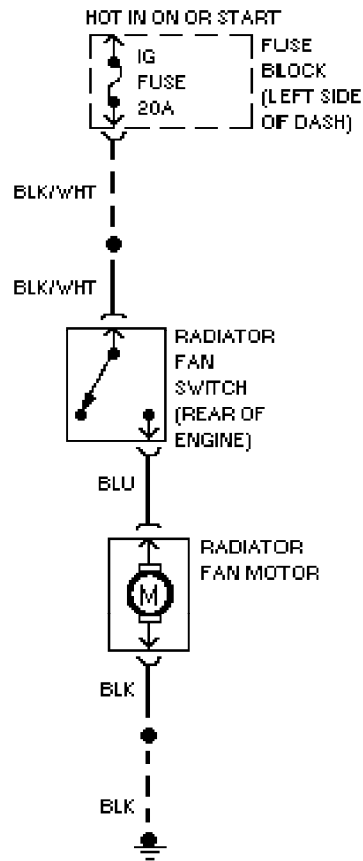 HOT IN ON OR START
IG
FUSE
20A
FUSE
BLOCK
(LEFT SIDE
OF DASH)
BLK/WHT
BLK/WHT
RADIATOR
FAN
SWITCH
(REAR OF
ENGINE)
BLU
RADIATOR
FAN MOTOR
M
BLK
BLK